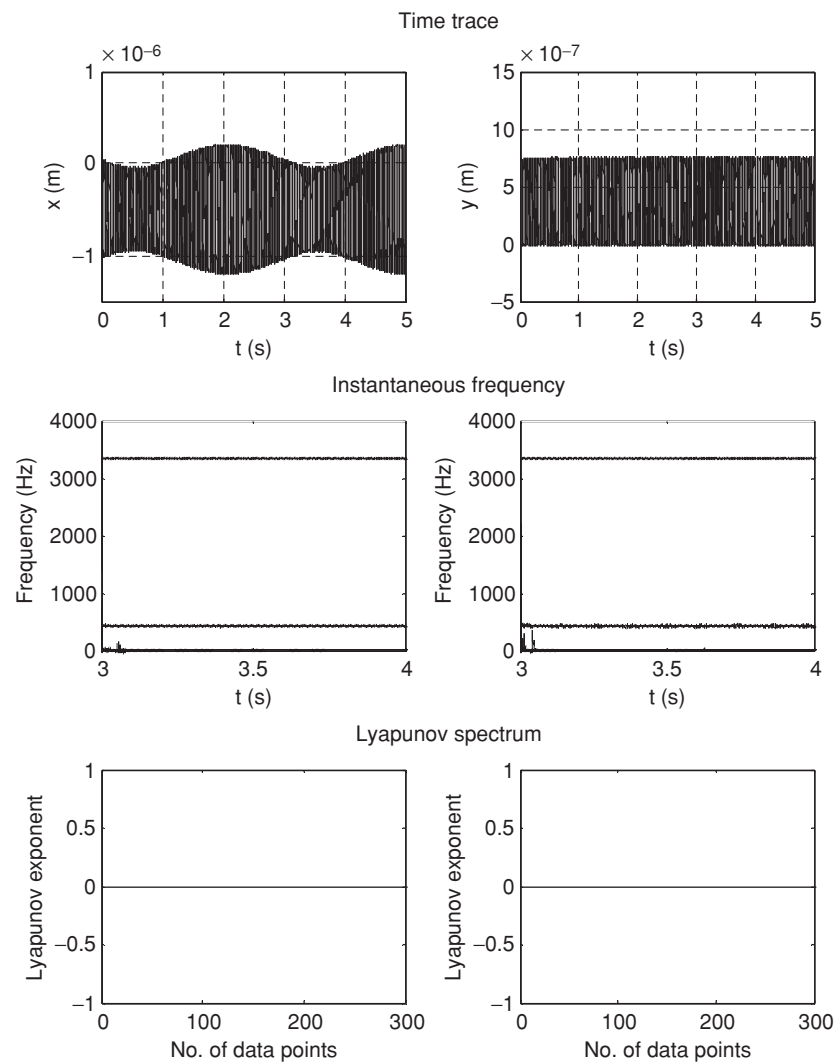 Time trace
× 10–6
1
0
–1
x (m)
0 1 2 3 4 5
t (s)
× 10–7
15
10
5
0
–5
y (m)
0 1 2 3 4 5
t (s)
Instantaneous frequency
4000
3000
2000
1000
0
Frequency (Hz)
3 3.5 4
t (s)
4000
3000
2000
1000
0
Frequency (Hz)
3 3.5 4
t (s)
Lyapunov spectrum
1
0.5
0
–0.5
–1
Lyapunov exponent
0 100 200 300
No. of data points
1
0.5
0
–0.5
–1
Lyapunov exponent
0 100 200 300
No. of data points